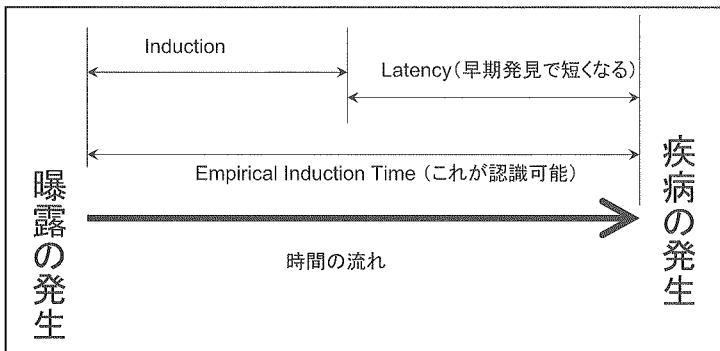 Induction
Latency(早期発見で短くなる)
Empirical Induction Time (これが認識可能)
曝露の発生
疾病の発生
時間の流れ